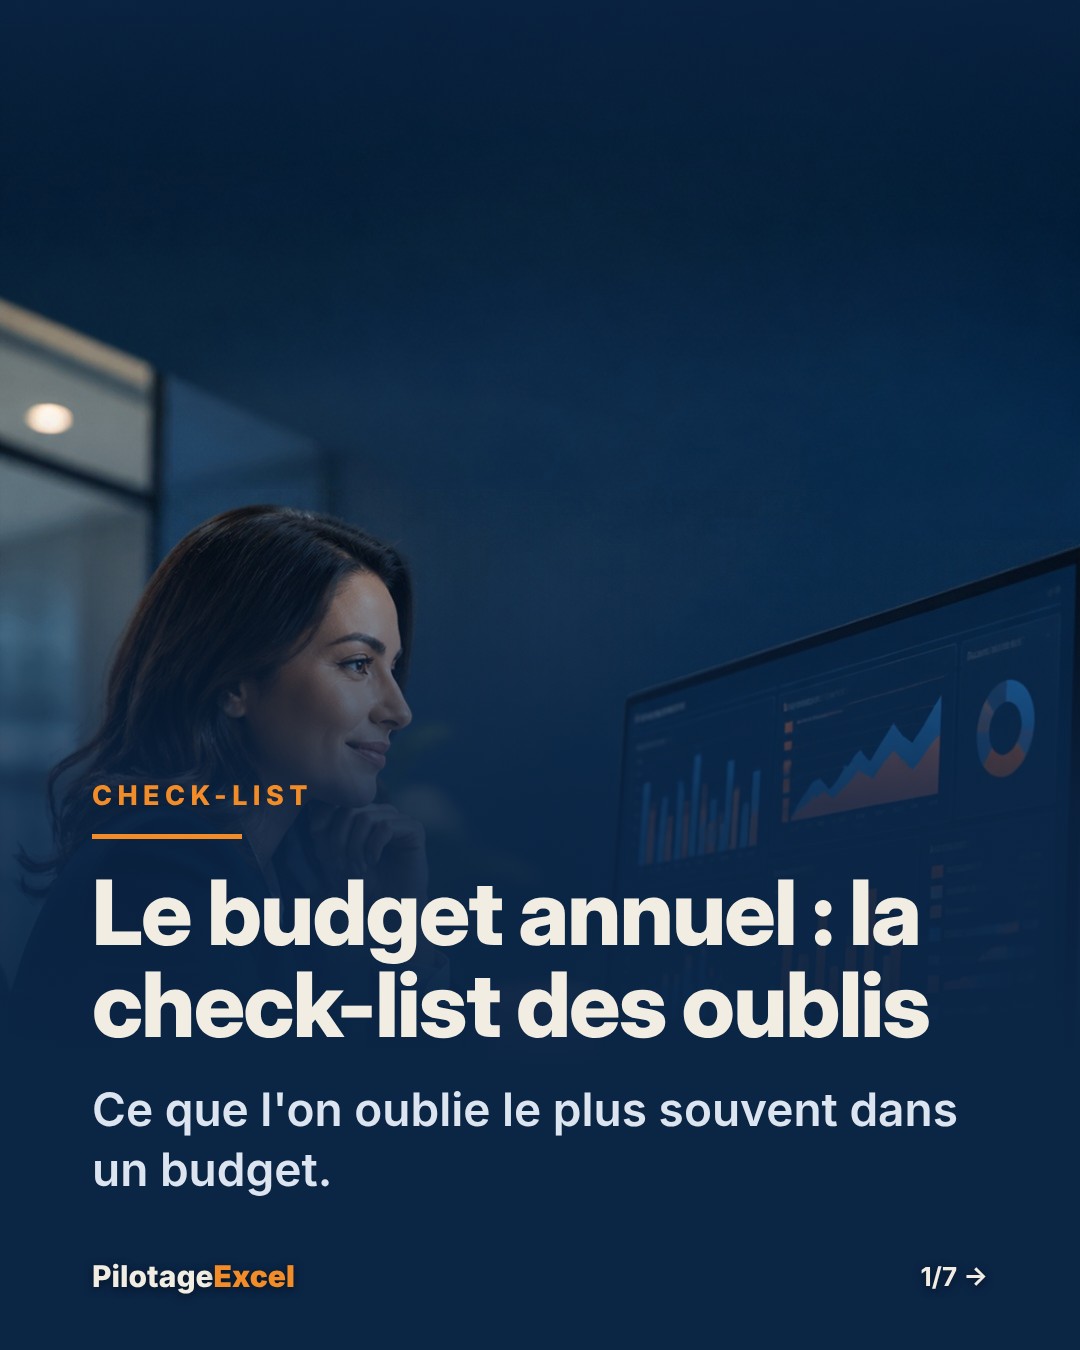 CHECK-LIST
Le budget annuel : la
check-list des oublis
Ce que l'on oublie le plus souvent dans
un budget.
PilotageExcel
1/7 →